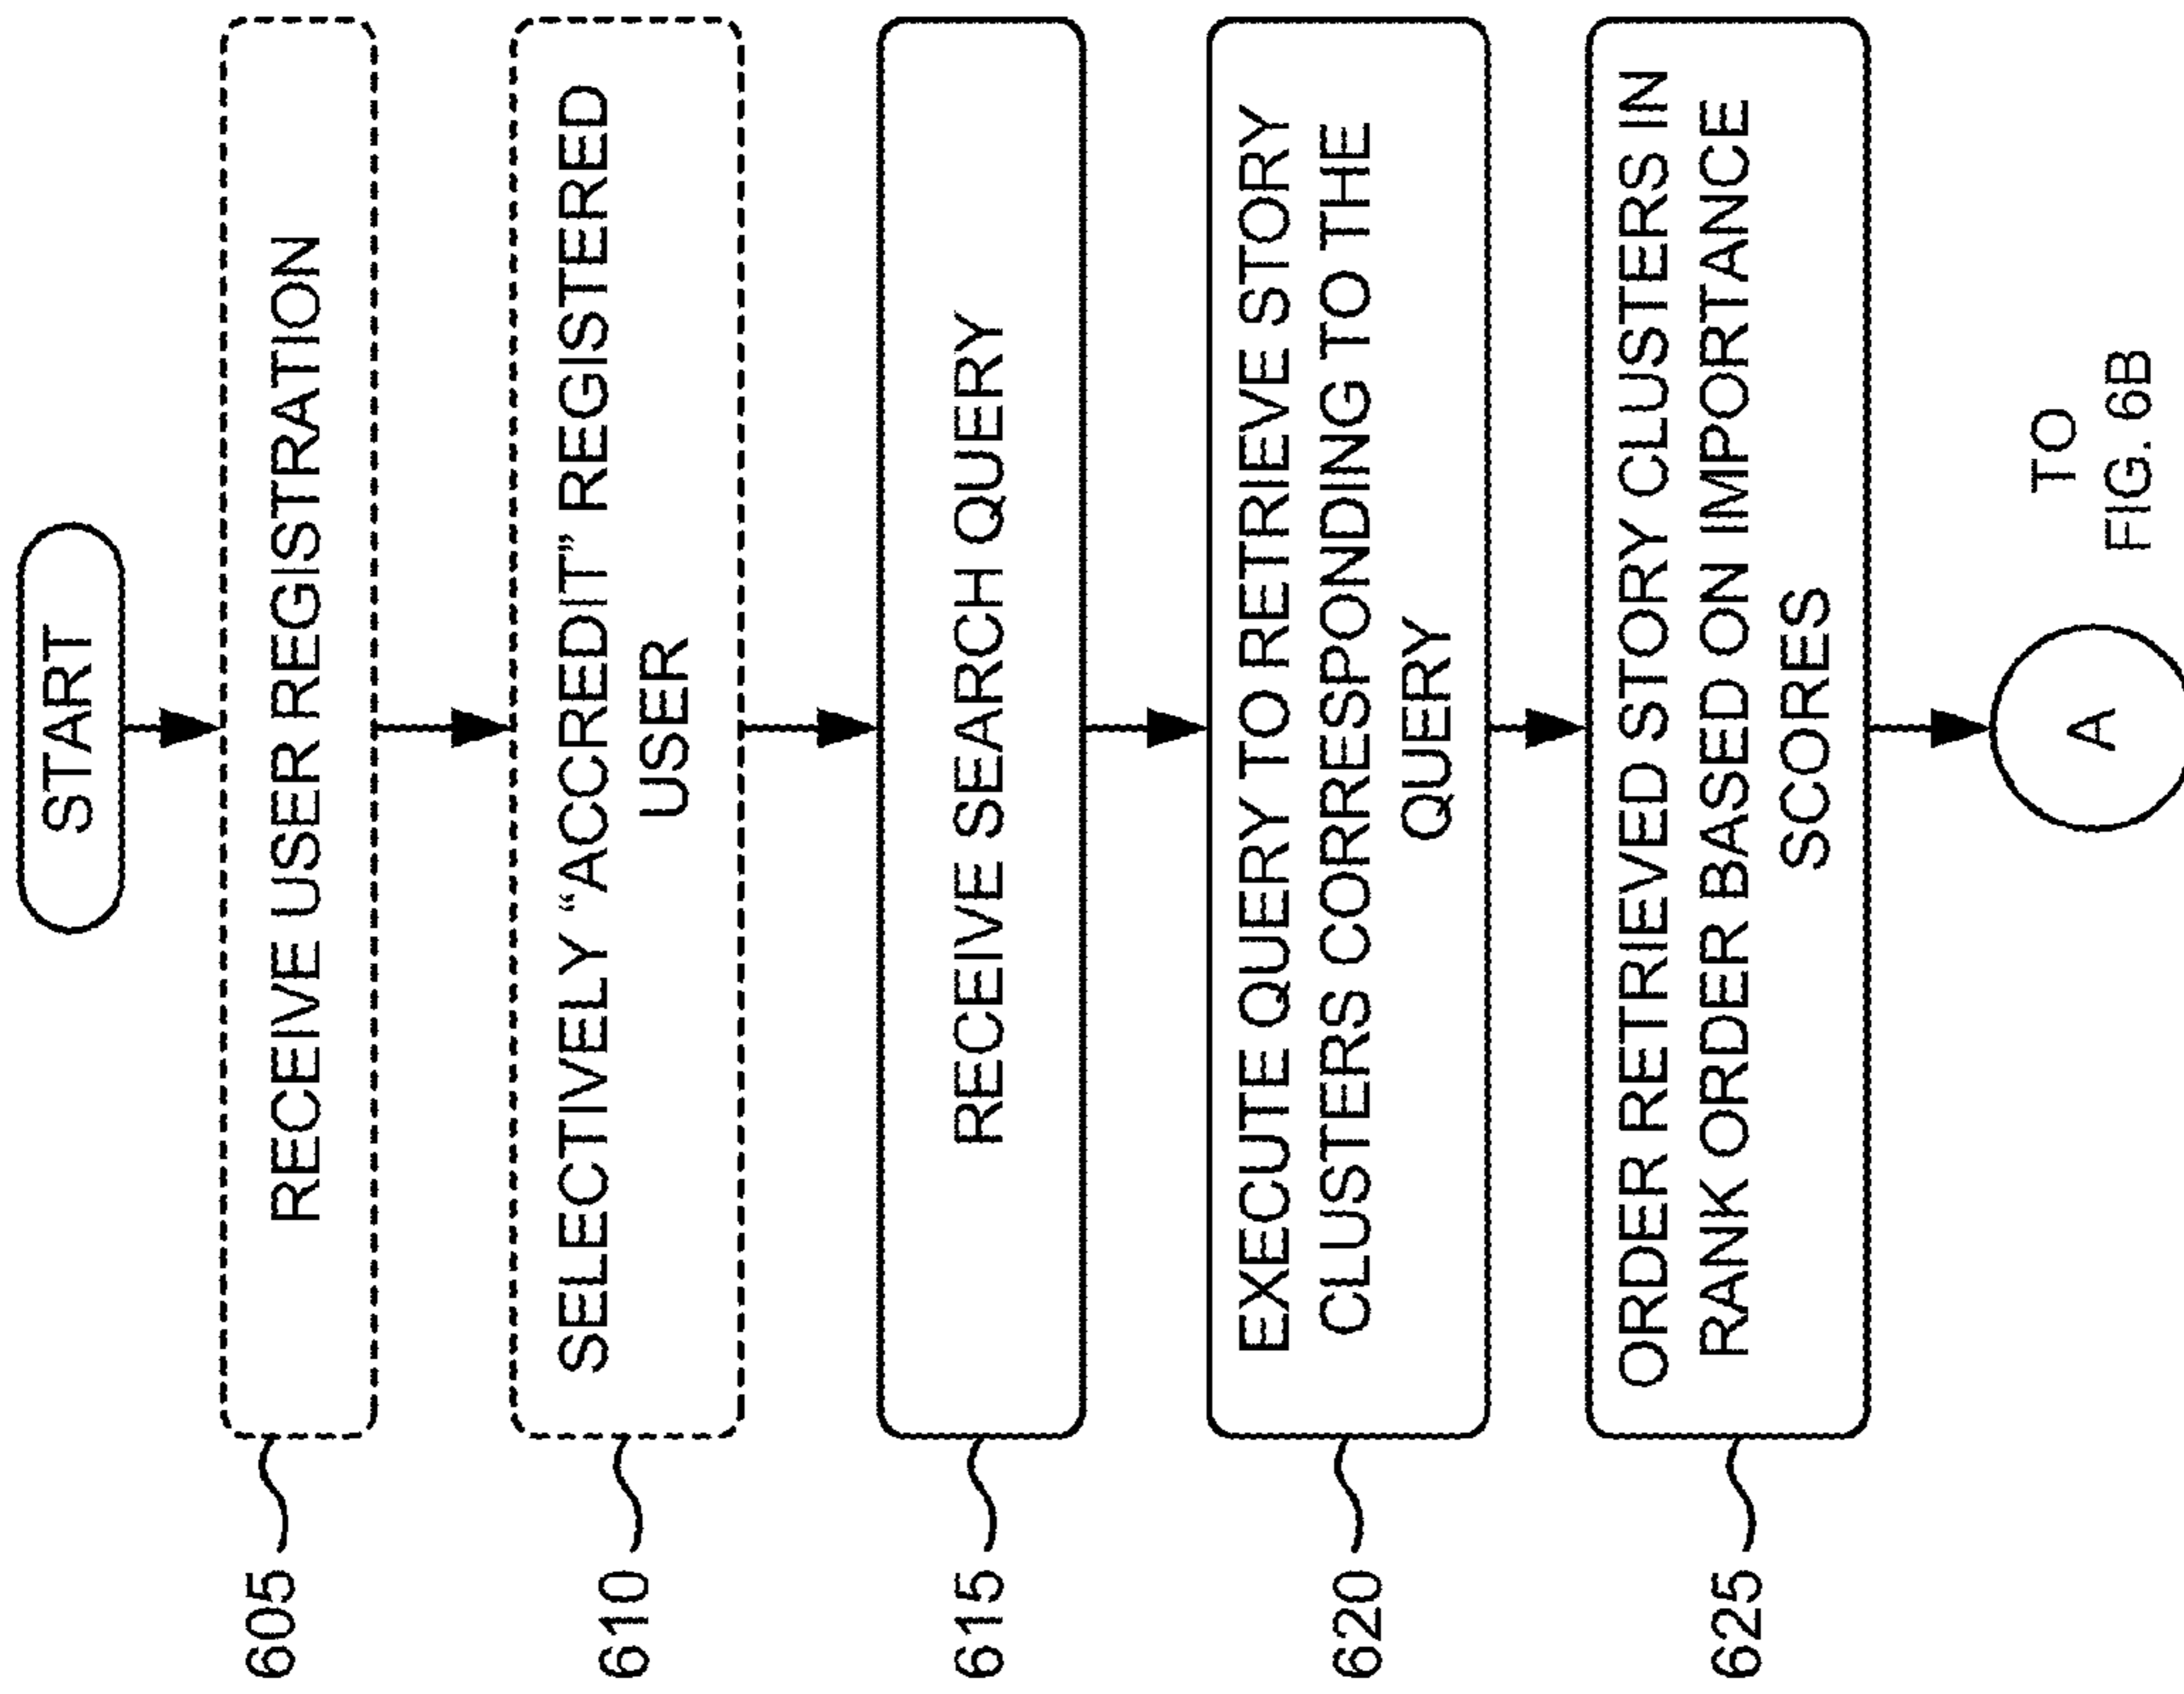 START
605
RECEIVE USER REGISTRATION
610
SELECTIVELY “ACCREDIT” REGISTERED
USER
615
RECEIVE SEARCH QUERY
620
EXECUTE QUERY TO RETRIEVE STORY
CLUSTERS CORRESPONDING TO THE
QUERY
625
ORDER RETRIEVED STORY CLUSTERS IN
RANK ORDER BASED ON IMPORTANCE
SCORES
A
TO
FIG. 6B